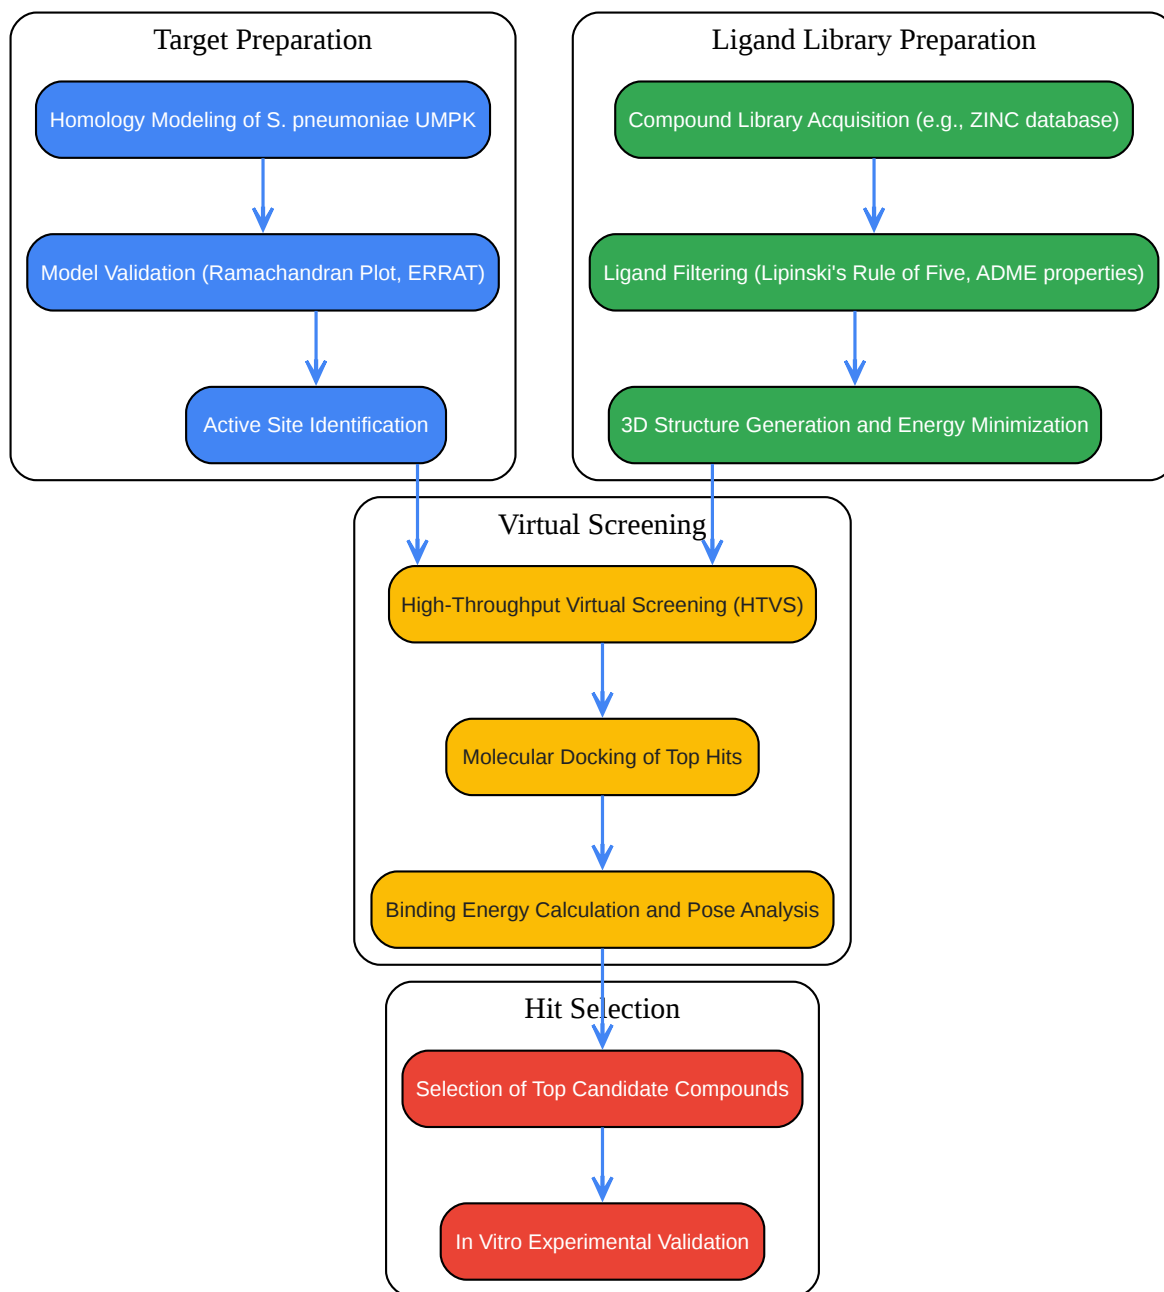 Target Preparation
Homology Modeling of S. pneumoniae UMPK
Model Validation (Ramachandran Plot, ERRAT)
Active Site Identification
Ligand Library Preparation
Compound Library Acquisition (e.g., ZINC database)
Ligand Filtering (Lipinski's Rule of Five, ADME properties)
3D Structure Generation and Energy Minimization
Virtual Screening
High-Throughput Virtual Screening (HTVS)
Molecular Docking of Top Hits
Binding Energy Calculation and Pose Analysis
Hit Selection
Selection of Top Candidate Compounds
In Vitro Experimental Validation